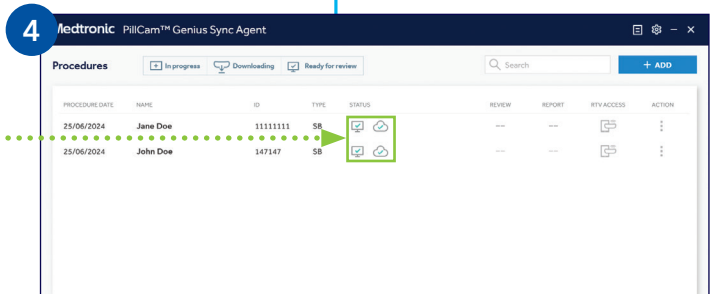 4
Medtronic PillCam™ Genius Sync Agent
Procedures In progress Downloading Ready for review Search + ADD
PROCEDURE DATE NAME ID TYPE STATUS REVIEW REPORT RTV ACCESS ACTION
25/06/2024 Jane Doe 11111111 SB -- --
25/06/2024 John Doe 147147 SB -- --